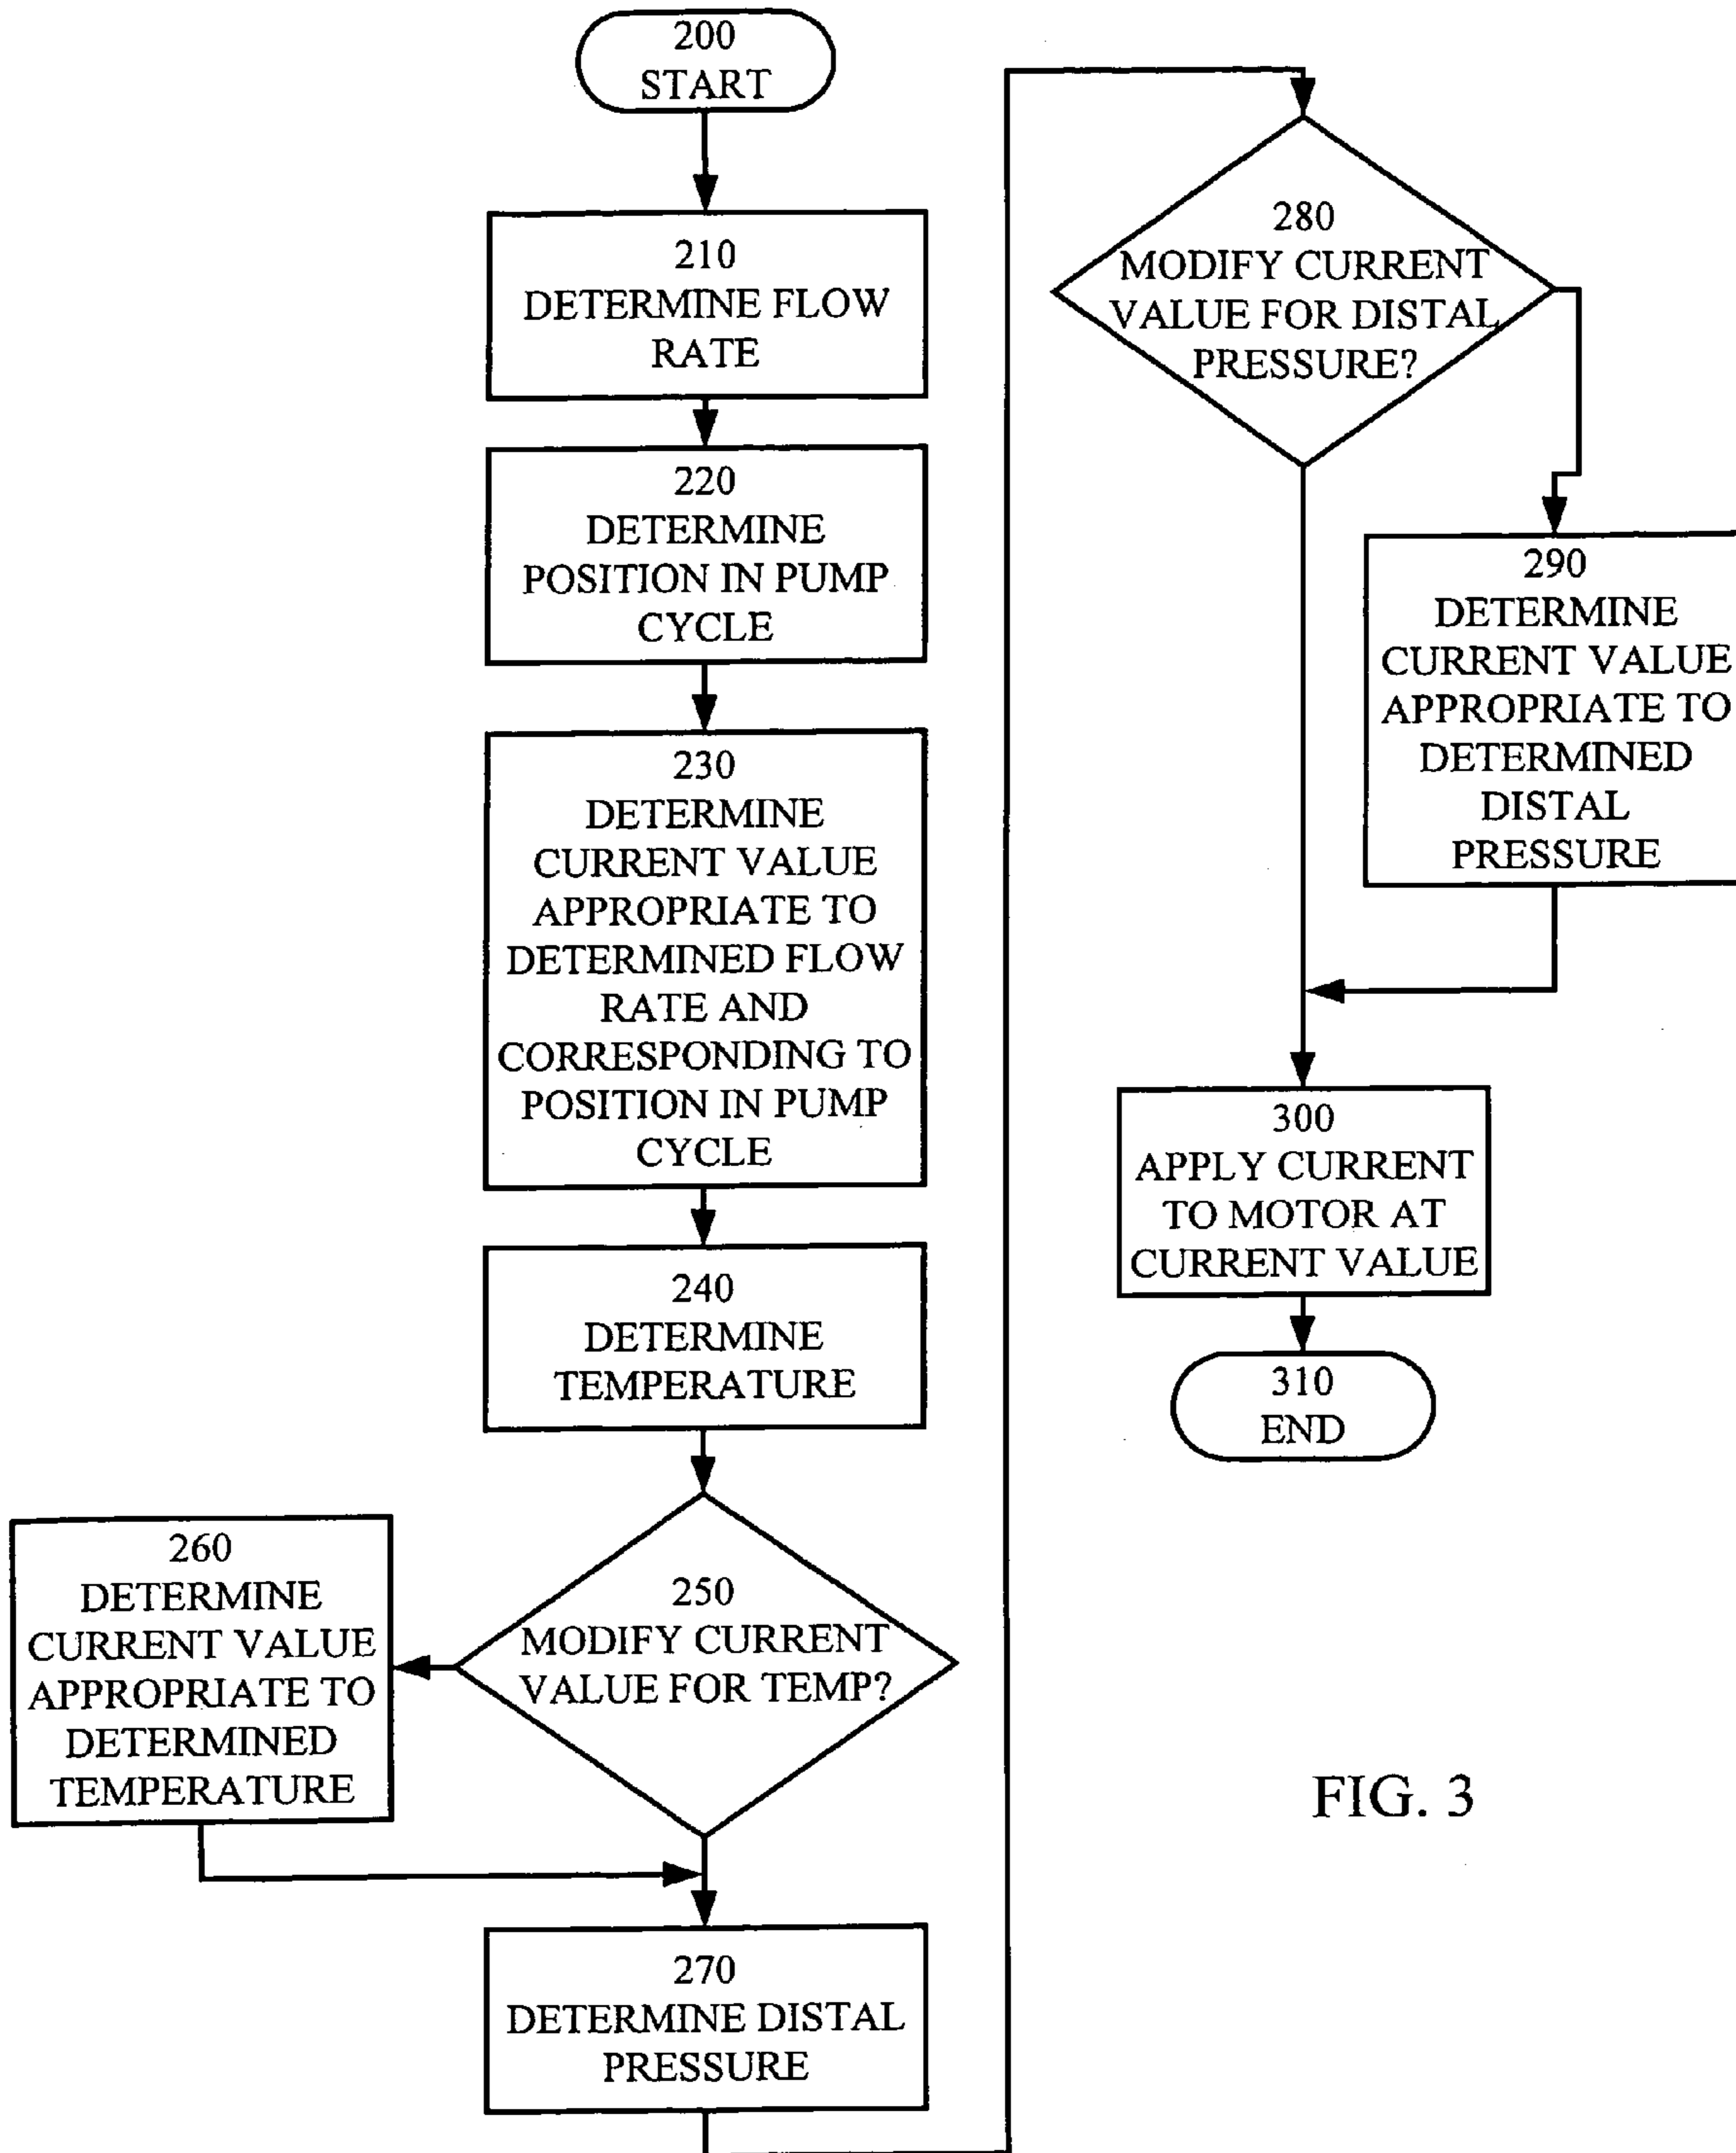 200
START
210
DETERMINE FLOW
RATE
220
DETERMINE
POSITION IN PUMP
CYCLE
230
DETERMINE
CURRENT VALUE
APPROPRIATE TO
DETERMINED FLOW
RATE AND
CORRESPONDING TO
POSITION IN PUMP
CYCLE
240
DETERMINE
TEMPERATURE
250
MODIFY CURRENT
VALUE FOR TEMP?
260
DETERMINE
CURRENT VALUE
APPROPRIATE TO
DETERMINED
TEMPERATURE
270
DETERMINE DISTAL
PRESSURE
280
MODIFY CURRENT
VALUE FOR DISTAL
PRESSURE?
290
DETERMINE
CURRENT VALUE
APPROPRIATE TO
DETERMINED
DISTAL
PRESSURE
300
APPLY CURRENT
TO MOTOR AT
CURRENT VALUE
310
END
FIG. 3